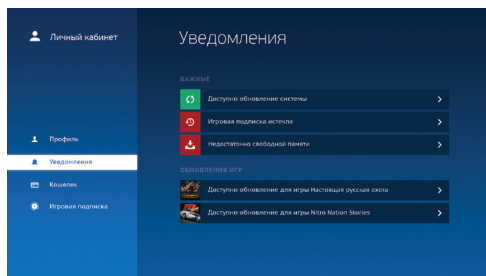 Личный кабинет
Уведомления
ВАЖНЫЕ
Доступно обновление системы
Игровая подписка истекла
Недостаточно свободной памяти
Профиль
Уведомления
Кошелек
Игровая подписка
ОБНОВЛЕНИЯ ИГР
Доступно обновление для игры Настоящая русская охота
Доступно обновление для игры Nitro Nation Stories